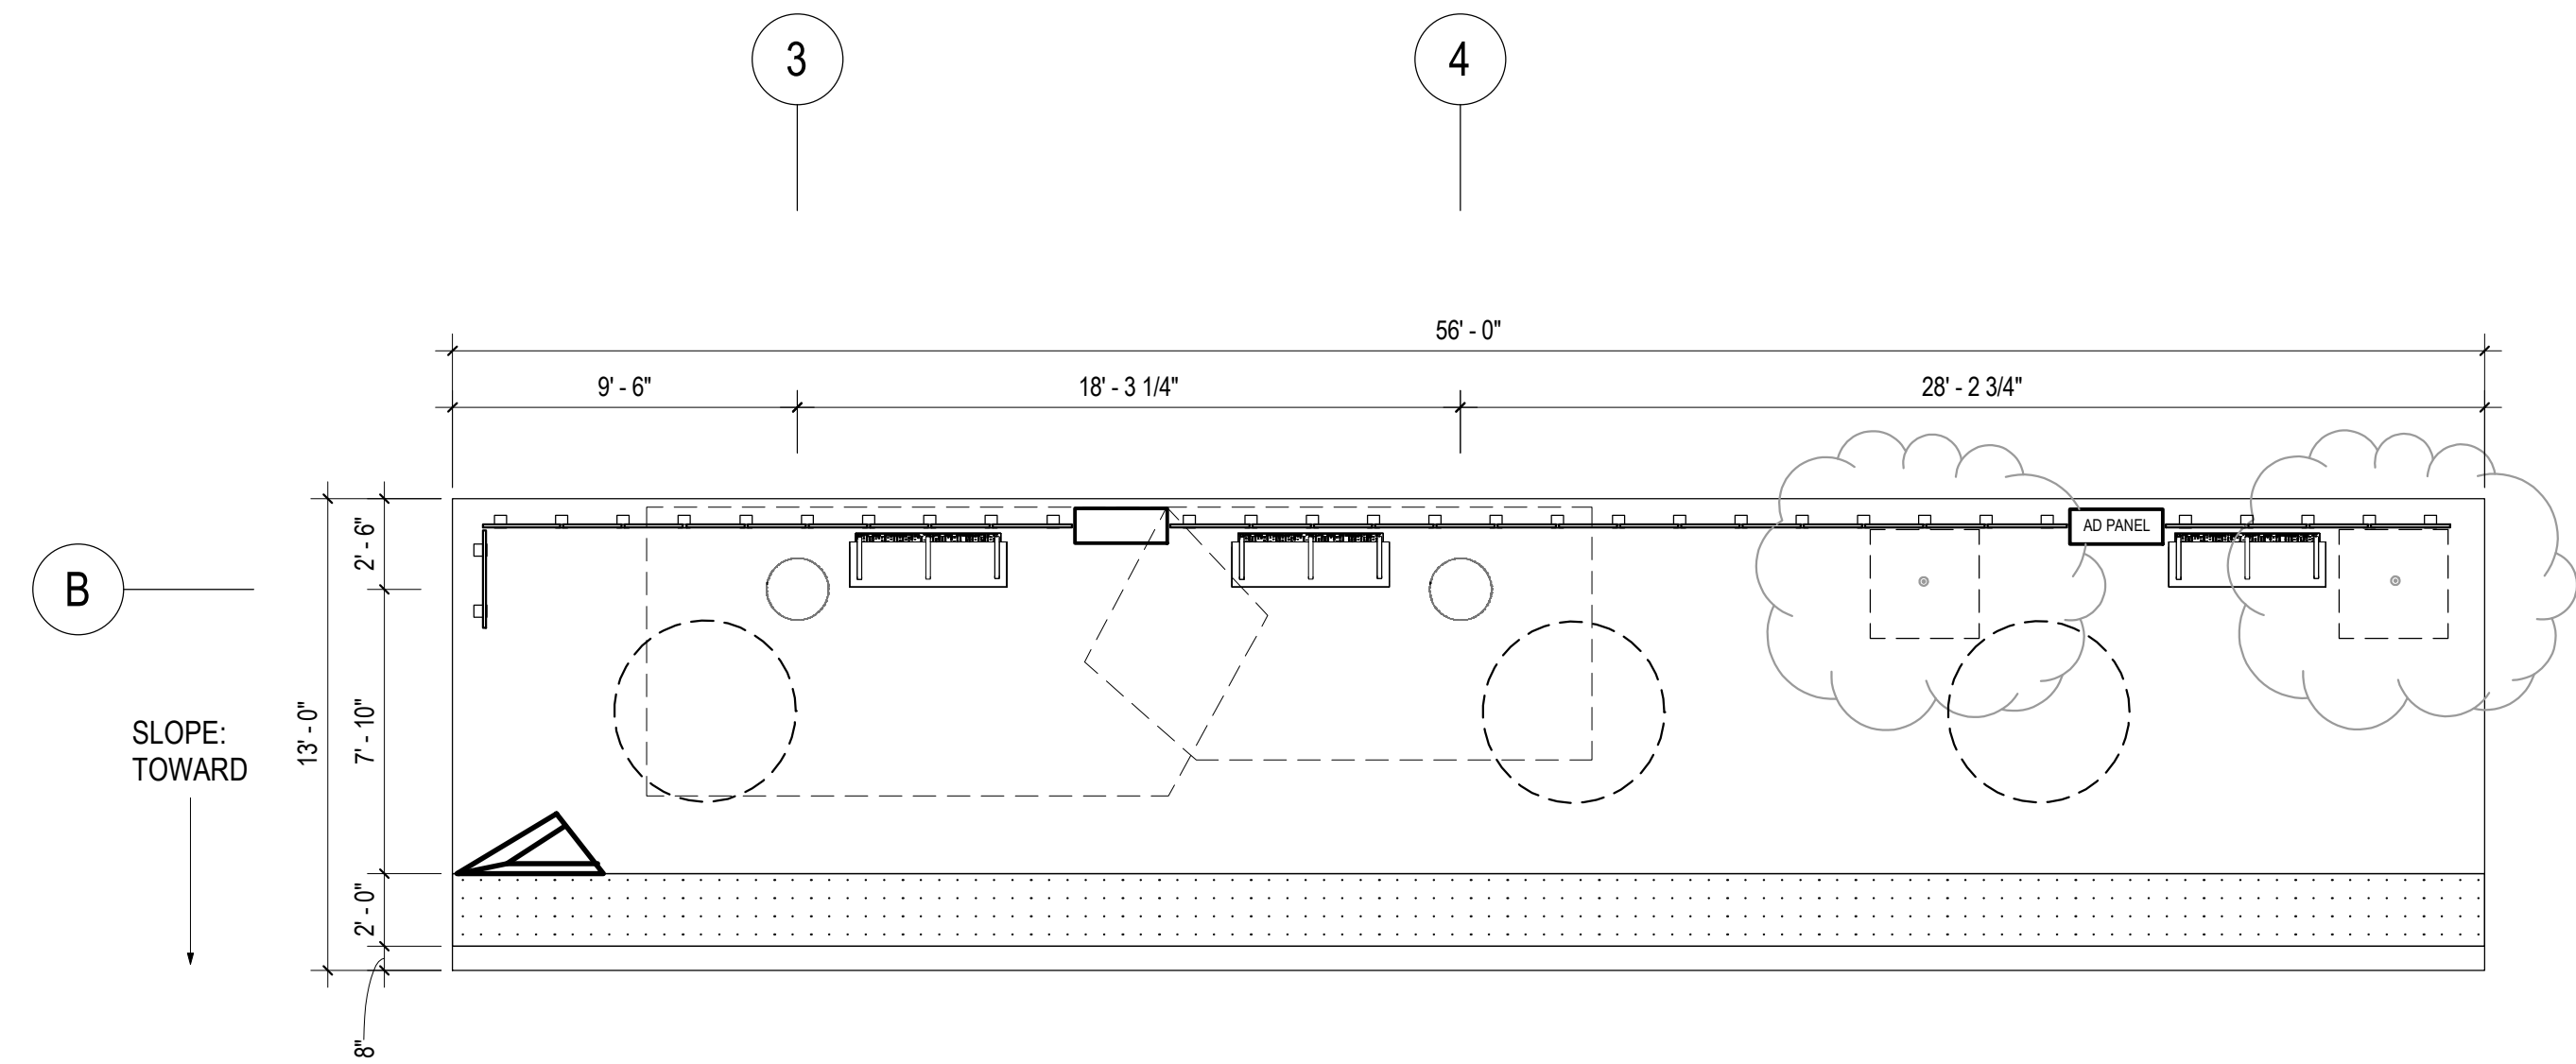 3
4
56' - 0"
9' - 6"
18' - 3 1/4"
28' - 2 3/4"
2' - 6"
AD PANEL
B
7' - 10"
13' - 0"
SLOPE:
TOWARD
2' - 0"
8"